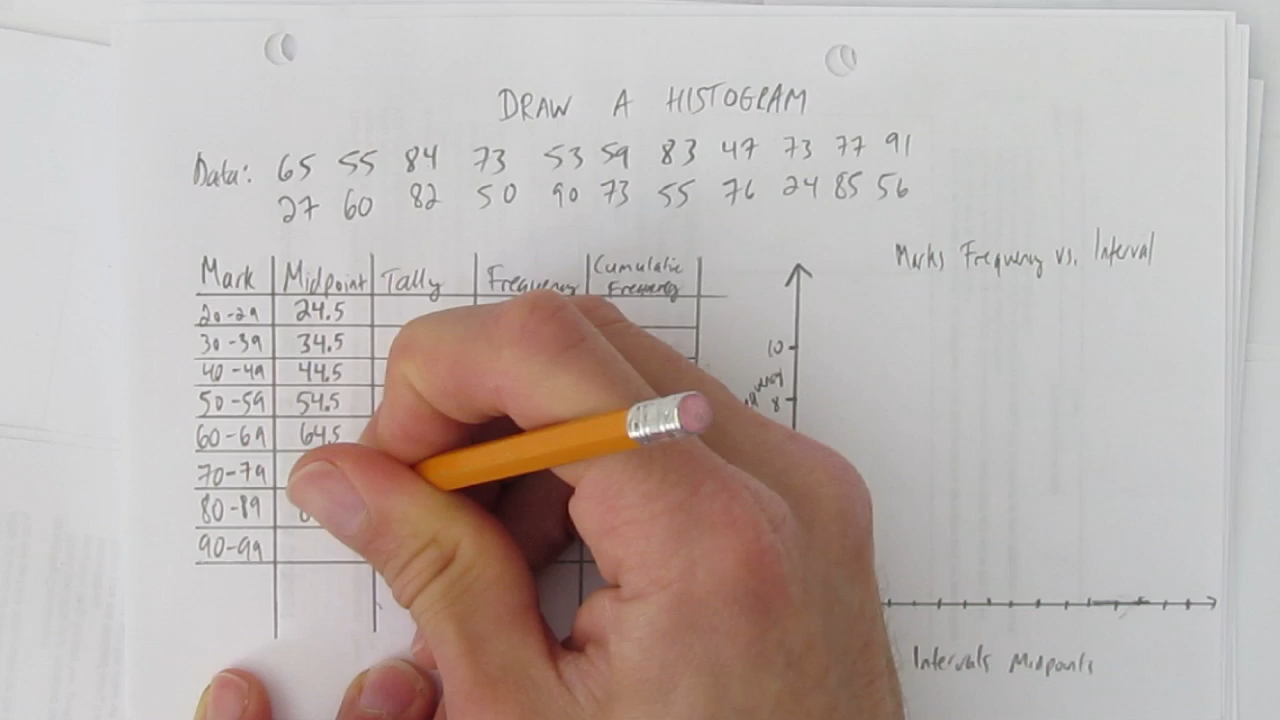 DRAW A HISTOGRAM
Data: 65 55 84 73 53 59 83 47 73 77 91
27 60 82 50 90 73 55 76 24 85 56
Marks Frequency vs. Interval
Mark Midpoint Tally Frequency Cumulative Frequency
20-29 24.5
30-39 34.5
40-49 44.5
50-59 54.5
60-69 64.5
70-79
80-89
90-99
10
8
Intervals Midpoints